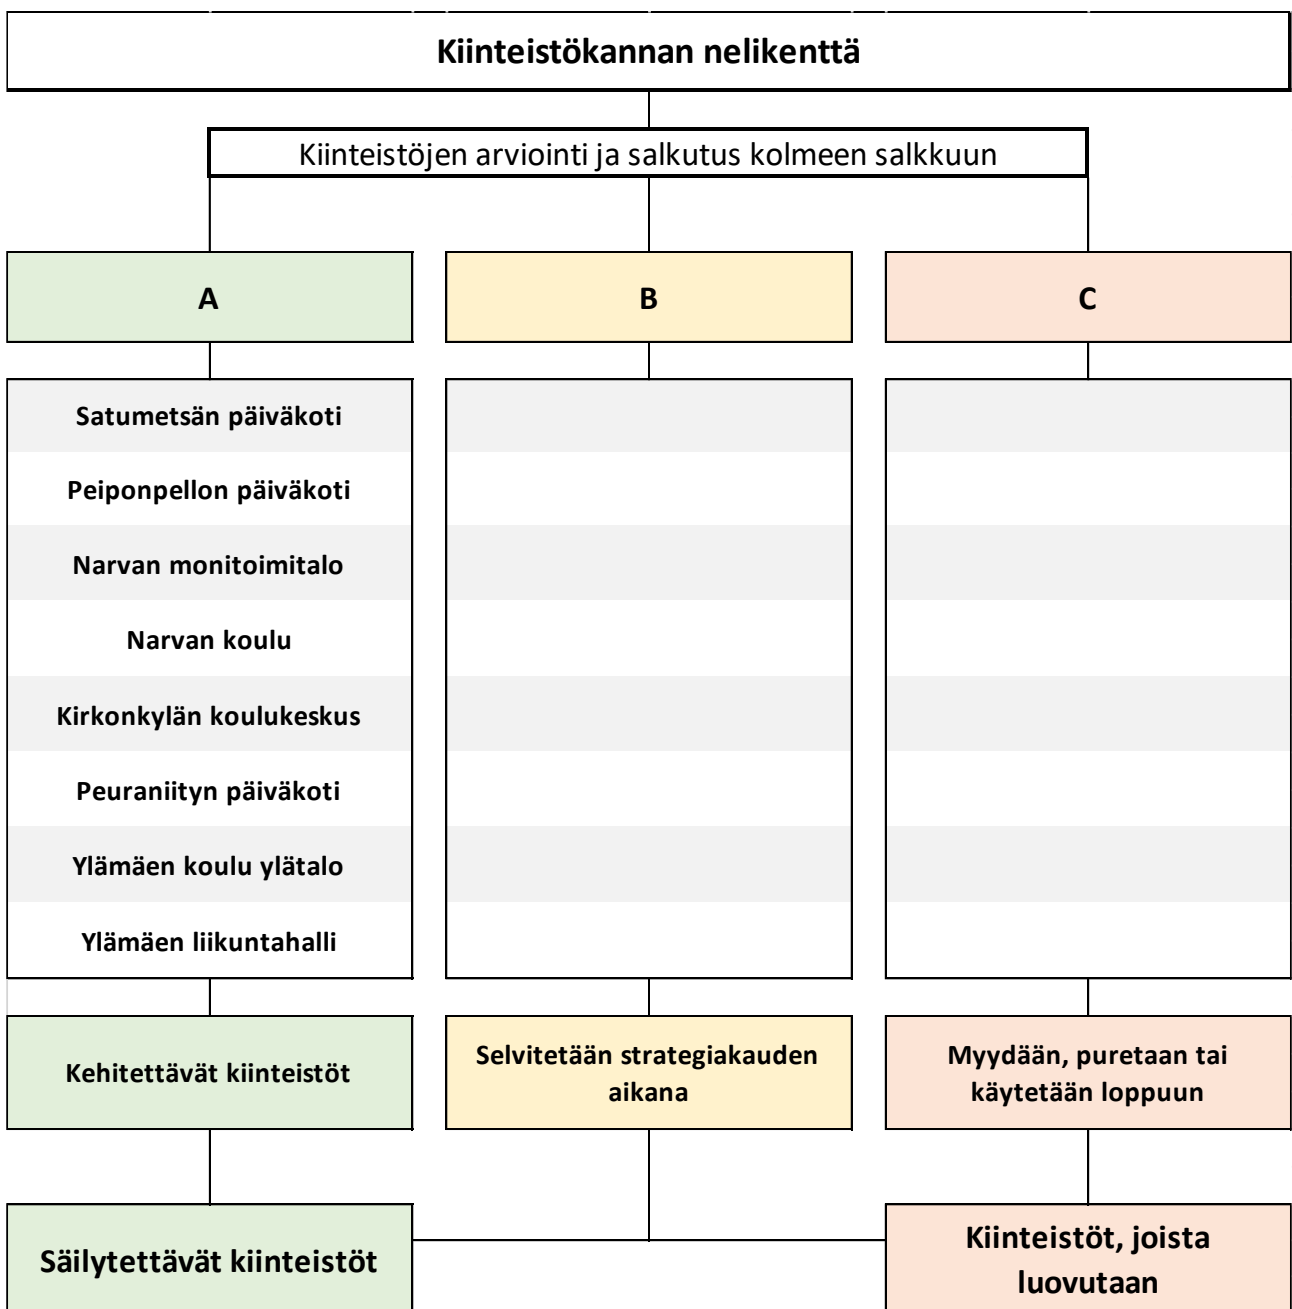 Kiinteistökannan nelikenttä
Kiinteistöjen arviointi ja salkutus kolmeen salkkuun
A
B
C
Satumetsän päiväkoti
Peiponpellon päiväkoti
Narvan monitoimitalo
Narvan koulu
Kirkonkylän koulukeskus
Peuraniityn päiväkoti
Ylämäen koulu ylätalo
Ylämäen liikuntahalli
Kehitettävät kiinteistöt
Selvitetään strategiakauden
aikana
Myydään, puretaan tai
käytetään loppuun
Säilytettävät kiinteistöt
Kiinteistöt, joista
luovutaan